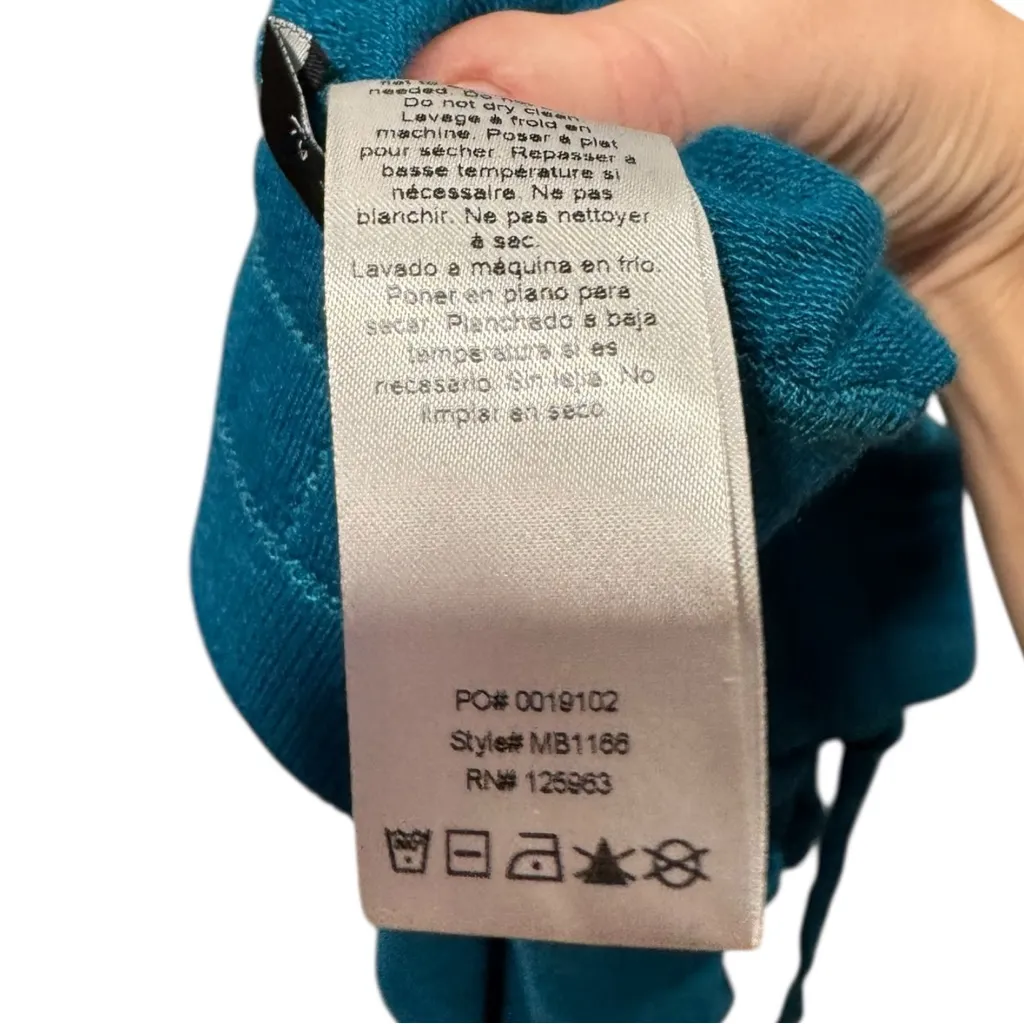 needed. Do
Do not dry clean.
Lavage à froid en
machine. Poser à plat
pour sécher. Repasser à
basse température si
nécessaire. Ne pas
blanchir. Ne pas nettoyer
à sec.
Lavado a máquina en frío.
Poner en plano para
secar. Planchado a baja
temperatura si es
necesario. Sin lejia. No
limpiar en seco
PO# 0019102
Style# MB1166
RN# 125963